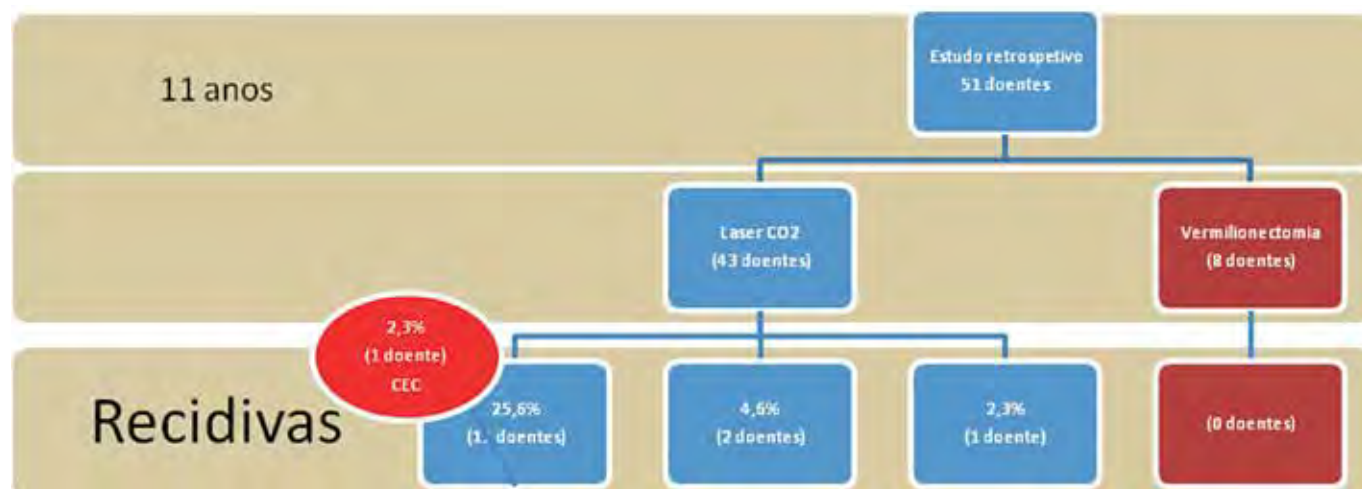 11 anos
Estudo retrospetivo
51 doentes
Laser CO2
(43 doentes)
Vermilionectomia
(8 doentes)
2,3%
(1 doente)
CEC
Recidivas
25,6%
doentes)
4,6%
(2 doentes)
2,3%
(1 doente)
(0 doentes)